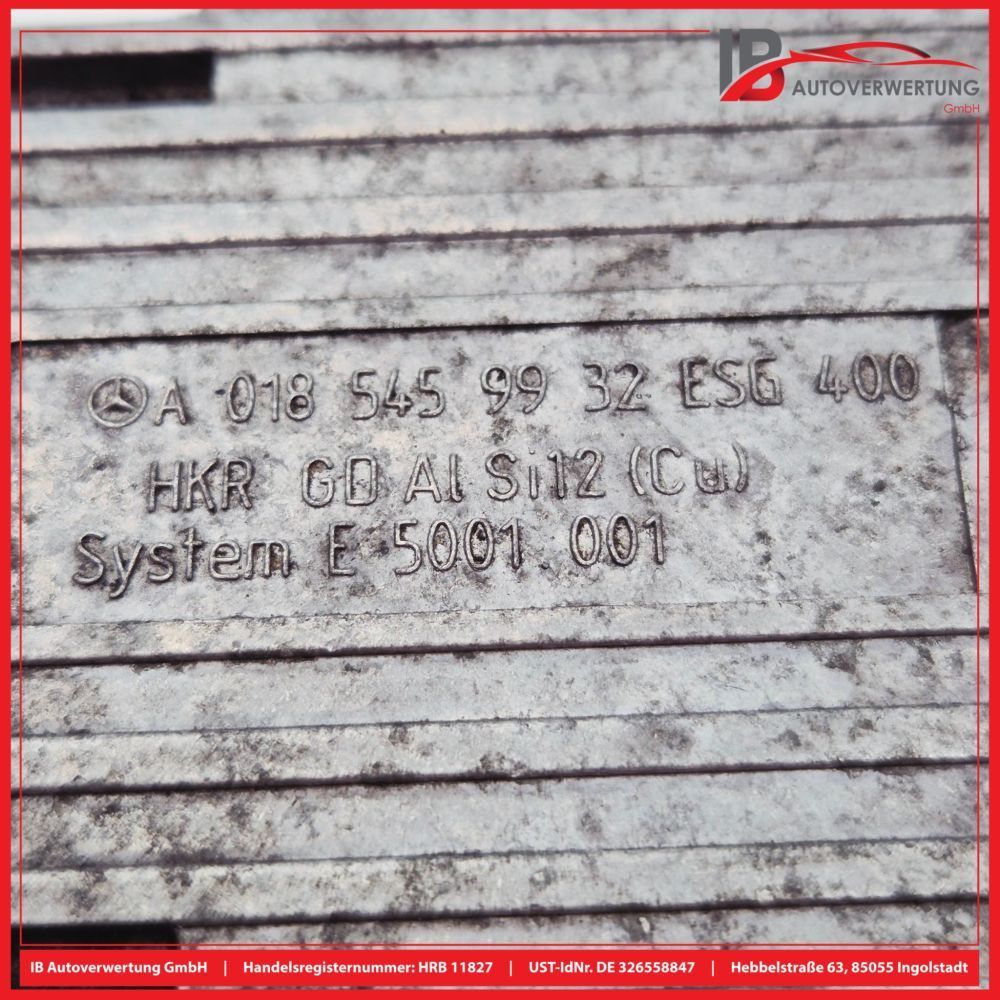 IB AUTOVERWERTUNG
GmbH
A 018 545 99 32 ESG 400
HKR GD Al Si12 (Cu)
System E 5001 001
IB Autoverwertung GmbH | Handelsregisternummer: HRB 11827 | UST-IdNr. DE 326558847 | Hebbelstraße 63, 85055 Ingolstadt